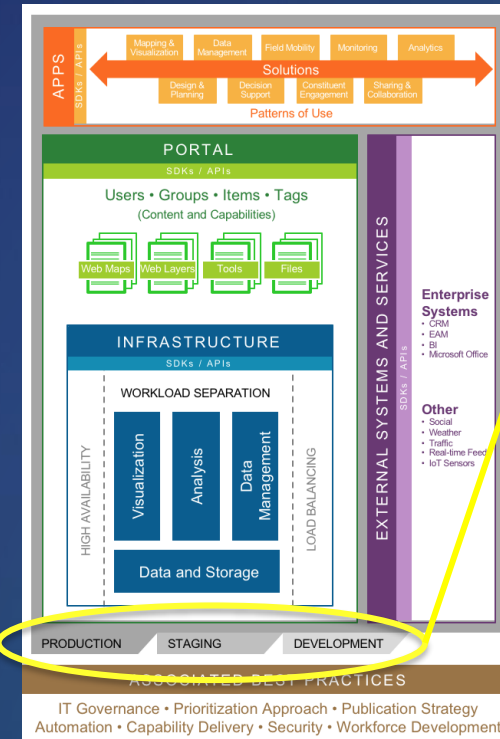 APPS
SDKs / APIs
Mapping & Visualization
Data Management
Field Mobility
Monitoring
Analytics
Solutions
Design & Planning
Decision Support
Constituent Engagement
Sharing & Collaboration
Patterns of Use
PORTAL
SDKs / APIs
Users • Groups • Items • Tags
(Content and Capabilities)
Web Maps
Web Layers
Tools
Files
INFRASTRUCTURE
SDKs / APIs
WORKLOAD SEPARATION
HIGH AVAILABILITY
Visualization
Analysis
Data Management
LOAD BALANCING
Data and Storage
EXTERNAL SYSTEMS AND SERVICES
SDKs / APIs
Enterprise
Systems
• CRM
• EAM
• BI
• Microsoft Office
Other
• Social
• Weather
• Traffic
• Real-time Feed
• IoT Sensors
PRODUCTION
STAGING
DEVELOPMENT
ASSOCIATED BEST PRACTICES
IT Governance • Prioritization Approach • Publication Strategy
Automation • Capability Delivery • Security • Workforce Development